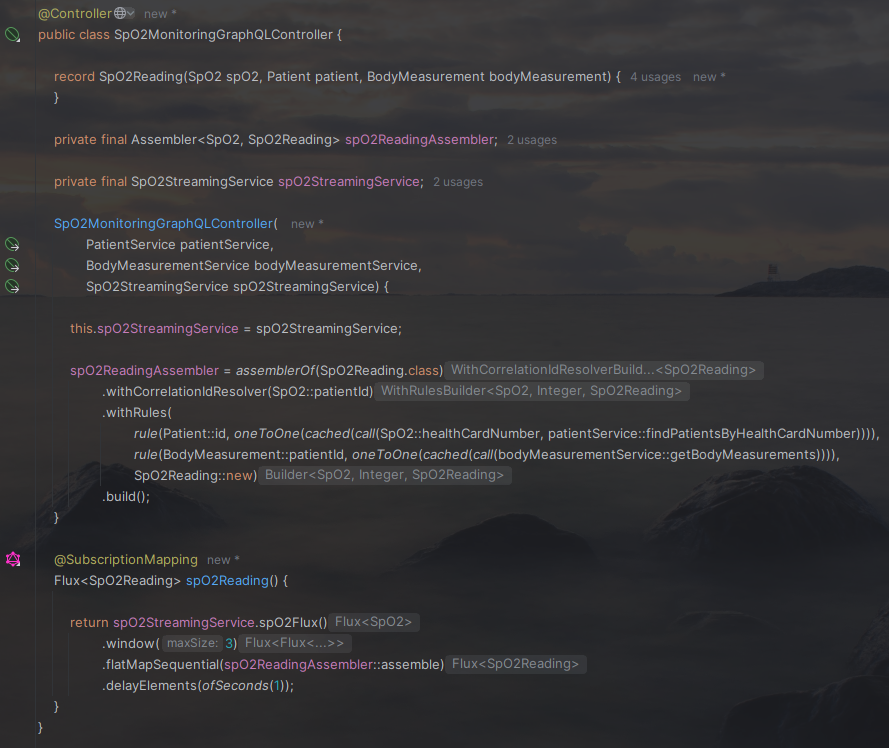 @Controller new *
public class SpO2MonitoringGraphQLController {
record SpO2Reading(SpO2 spO2, Patient patient, BodyMeasurement bodyMeasurement) { 4 usages new *
}
private final Assembler<SpO2, SpO2Reading> spO2ReadingAssembler; 2 usages
private final SpO2StreamingService spO2StreamingService; 2 usages
SpO2MonitoringGraphQLController( new *
PatientService patientService,
BodyMeasurementService bodyMeasurementService,
SpO2StreamingService spO2StreamingService) {
this.spO2StreamingService = spO2StreamingService;
spO2ReadingAssembler = assemblerOf(SpO2Reading.class) WithCorrelationIdResolverBuild...<SpO2Reading>
.withCorrelationIdResolver(SpO2::patientId) WithRulesBuilder<SpO2, Integer, SpO2Reading>
.withRules(
rule(Patient::id, oneToOne(cached(call(SpO2::healthCardNumber, patientService::findPatientsByHealthCardNumber)))),
rule(BodyMeasurement::patientId, oneToOne(cached(call(bodyMeasurementService::getBodyMeasurements)))),
SpO2Reading::new) Builder<SpO2, Integer, SpO2Reading>
.build();
}
@SubscriptionMapping new *
Flux<SpO2Reading> spO2Reading() {
return spO2StreamingService.spO2Flux() Flux<SpO2>
.window( maxSize: 3) Flux<Flux<...>>
.flatMapSequential(spO2ReadingAssembler::assemble) Flux<SpO2Reading>
.delayElements(ofSeconds(1));
}
}